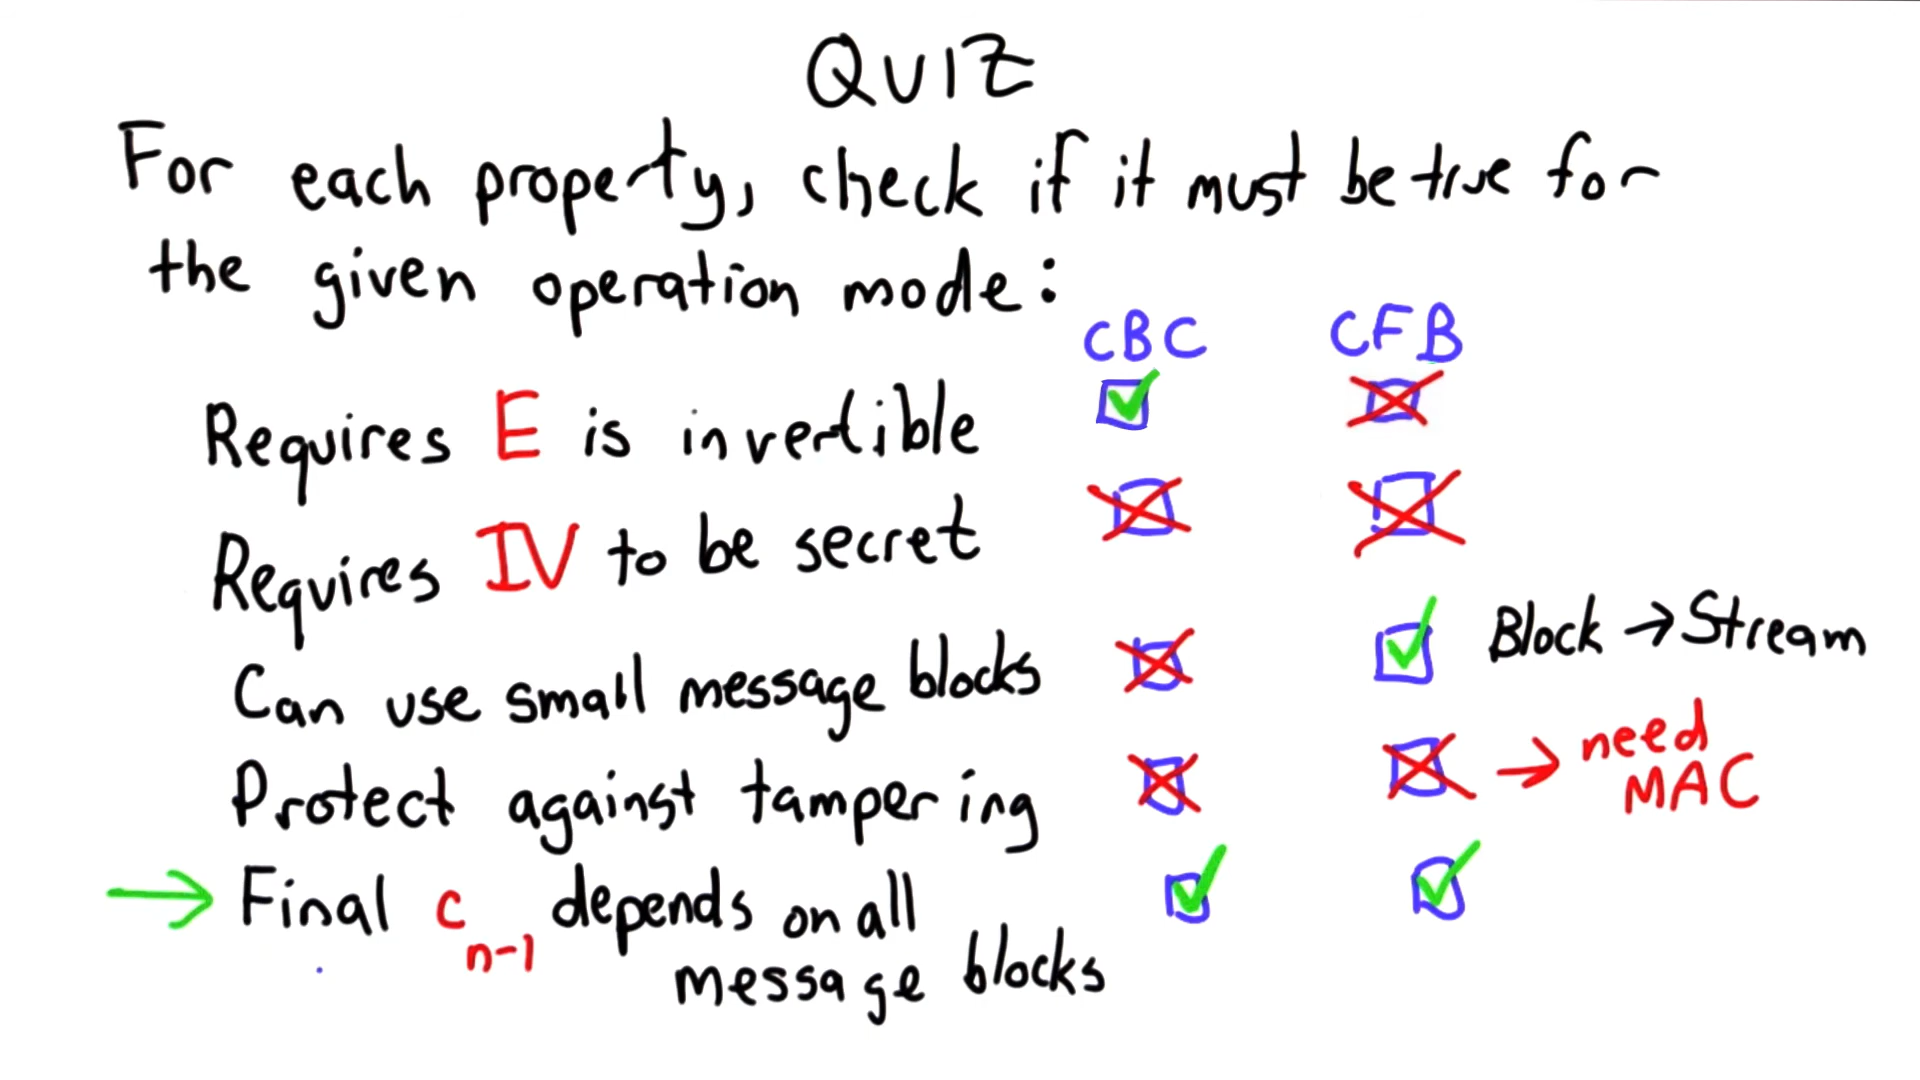 QUIZ
For each property, check if it must be true for
the given operation mode:
CBC CFB
Requires E is invertible
Requires IV to be secret
Can use small message blocks Block → Stream
Protect against tampering → need
MAC
→ Final c n-1 depends on all
message blocks